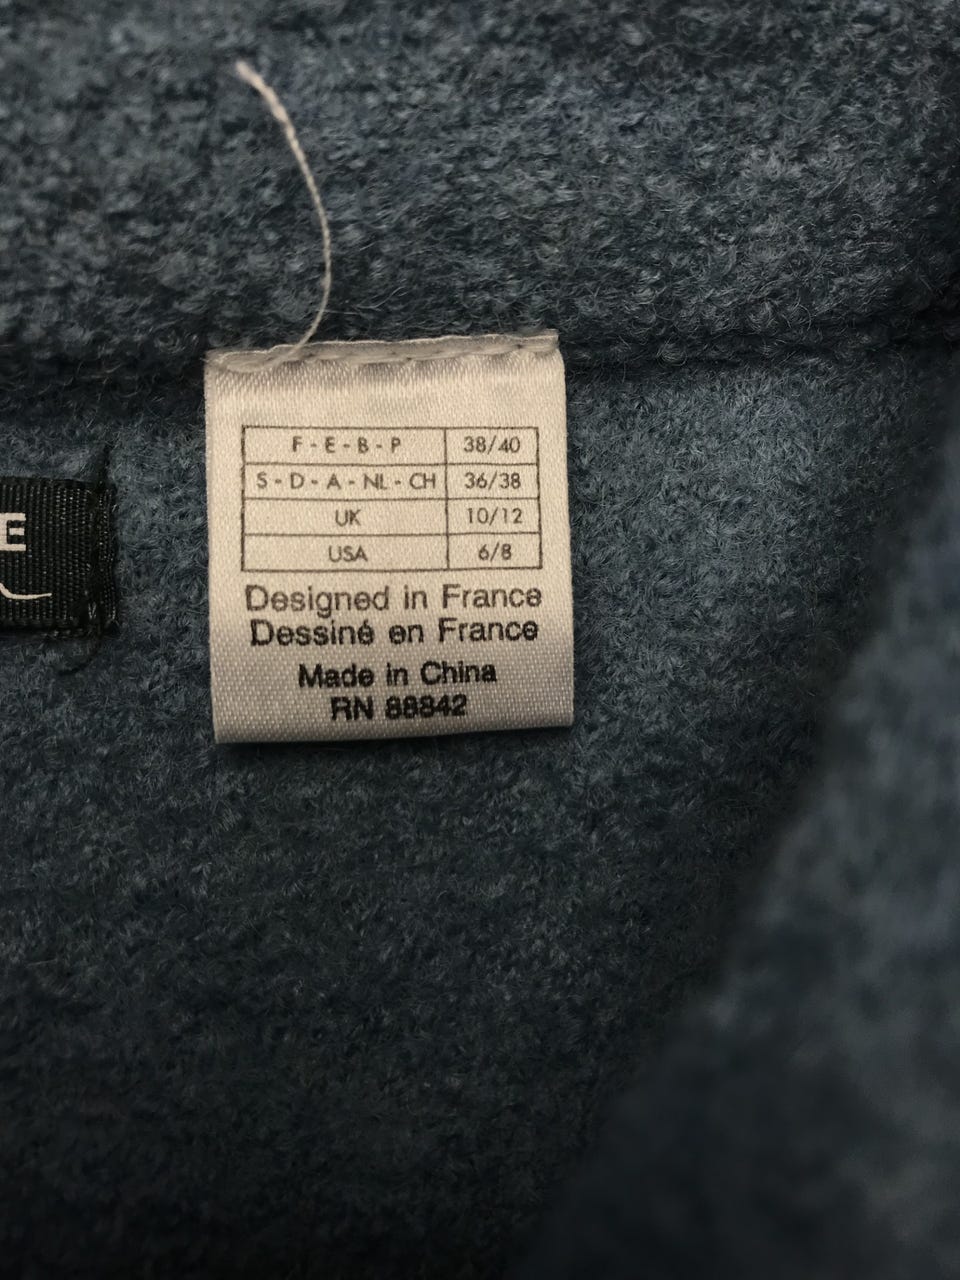 F - E - B - P 38/40
S - D - A - NL - CH 36/38
UK 10/12
USA 6/8
Designed in France
Dessiné en France
Made in China
RN 88842
E